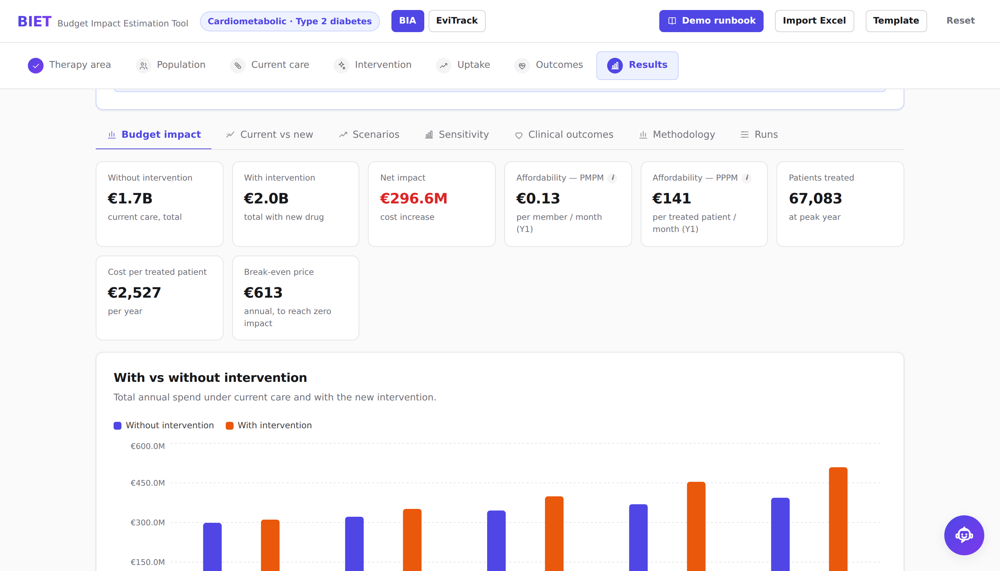 BIET Budget Impact Estimation Tool Cardiometabolic · Type 2 diabetes BIA EviTrack Demo runbook Import Excel Template Reset
Therapy area Population Current care Intervention Uptake Outcomes Results
Budget impact Current vs new Scenarios Sensitivity Clinical outcomes Methodology Runs
Without intervention
€1.7B
current care, total
With intervention
€2.0B
total with new drug
Net impact
€296.6M
cost increase
Affordability — PMPM i
€0.13
per member / month
(Y1)
Affordability — PPPM i
€141
per treated patient /
month (Y1)
Patients treated
67,083
at peak year
Cost per treated patient
€2,527
per year
Break-even price
€613
annual, to reach zero
impact
With vs without intervention
Total annual spend under current care and with the new intervention.
Without intervention With intervention
€600.0M
€450.0M
€300.0M
€150.0M